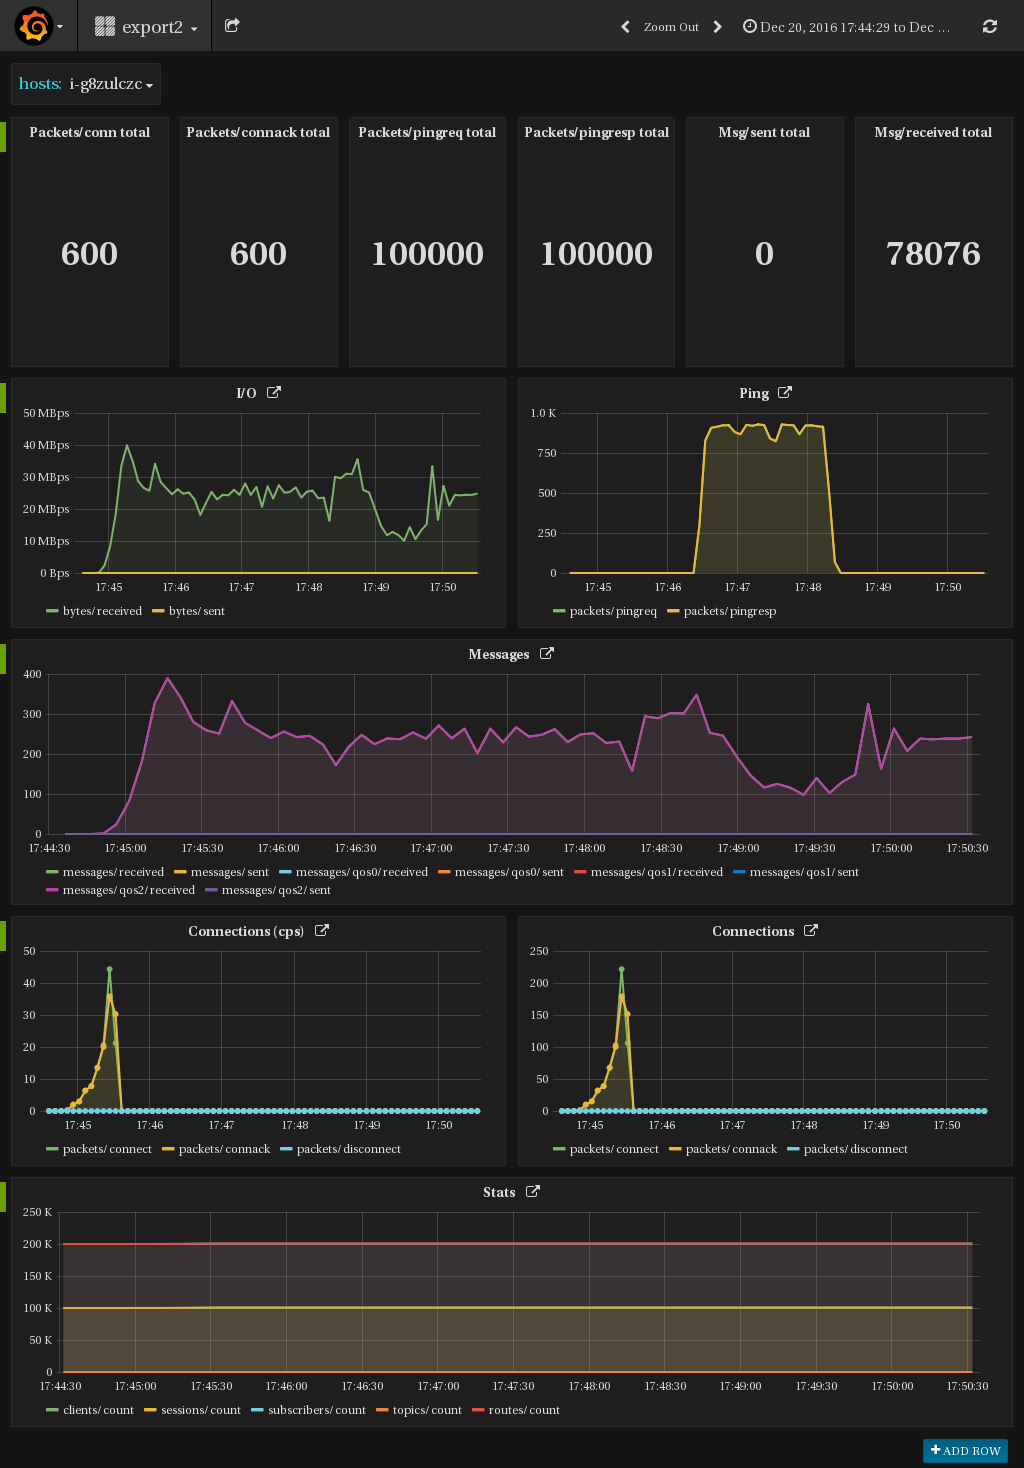 export2
Zoom Out
Dec 20, 2016 17:44:29 to Dec ...
hosts: i-g8zulczc
Packets/conn total
600
Packets/connack total
600
Packets/pingreq total
100000
Packets/pingresp total
100000
Msg/sent total
0
Msg/received total
78076
I/O
50 MBps
40 MBps
30 MBps
20 MBps
10 MBps
0 Bps
17:45 17:46 17:47 17:48 17:49 17:50
bytes/received bytes/sent
Ping
1.0 K
750
500
250
0
17:45 17:46 17:47 17:48 17:49 17:50
packets/pingreq packets/pingresp
Messages
400
300
200
100
0
17:44:30 17:45:00 17:45:30 17:46:00 17:46:30 17:47:00 17:47:30 17:48:00 17:48:30 17:49:00 17:49:30 17:50:00 17:50:30
messages/received messages/sent messages/qos0/received messages/qos0/sent messages/qos1/received messages/qos1/sent
messages/qos2/received messages/qos2/sent
Connections (cps)
50
40
30
20
10
0
17:45 17:46 17:47 17:48 17:49 17:50
packets/connect packets/connack packets/disconnect
Connections
250
200
150
100
50
0
17:45 17:46 17:47 17:48 17:49 17:50
packets/connect packets/connack packets/disconnect
Stats
250 K
200 K
150 K
100 K
50 K
0
17:44:30 17:45:00 17:45:30 17:46:00 17:46:30 17:47:00 17:47:30 17:48:00 17:48:30 17:49:00 17:49:30 17:50:00 17:50:30
clients/count sessions/count subscribers/count topics/count routes/count
ADD ROW